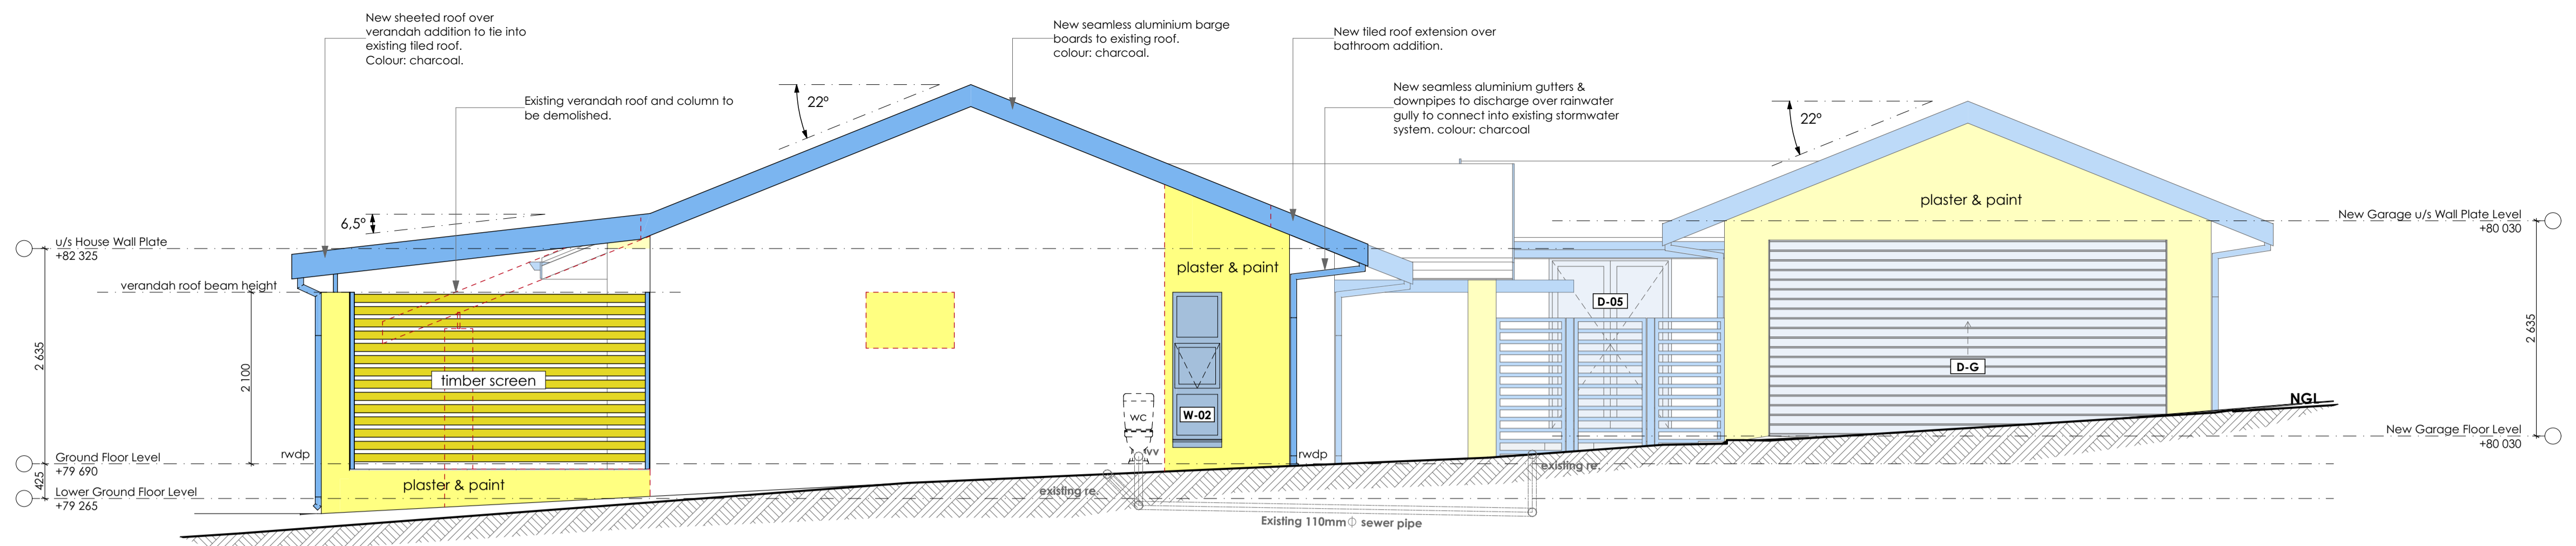 New sheeted roof over
verandah addition to tie into
existing tiled roof.
Colour: charcoal.
New seamless aluminium barge
boards to existing roof.
colour: charcoal.
New tiled roof extension over
bathroom addition.
Existing verandah roof and column to
be demolished.
New seamless aluminium gutters &
downpipes to discharge over rainwater
gully to connect into existing stormwater
system. colour: charcoal
22°
22°
6,5°
plaster & paint
New Garage u/s Wall Plate Level
+80 030
u/s House Wall Plate
+82 325
plaster & paint
verandah roof beam height
D-05
2 635
2 100
2 635
timber screen
D-G
NGL
wc
W-02
New Garage Floor Level
+80 030
rwdp
vv
rwdp
Ground Floor Level
+79 690
existing re.
425
plaster & paint
existing re.
Lower Ground Floor Level
+79 265
Existing 110mmΦ sewer pipe